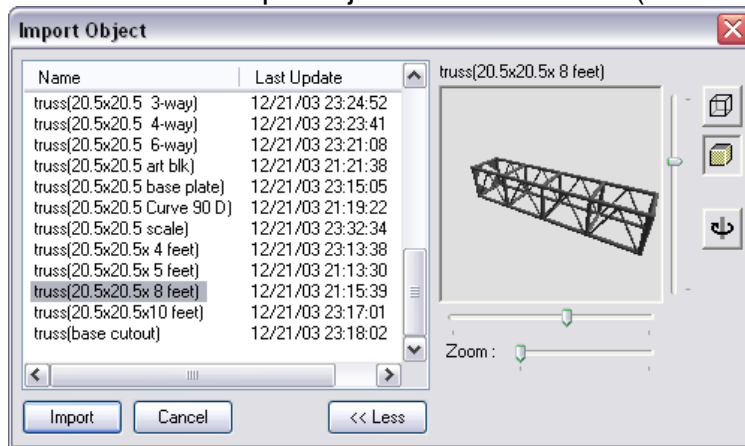 Import Object
Name Last Update
truss(20.5x20.5 3-way) 12/21/03 23:24:52
truss(20.5x20.5 4-way) 12/21/03 23:23:41
truss(20.5x20.5 6-way) 12/21/03 23:21:08
truss(20.5x20.5 art blk) 12/21/03 21:21:38
truss(20.5x20.5 base plate) 12/21/03 23:15:05
truss(20.5x20.5 Curve 90 D) 12/21/03 21:19:22
truss(20.5x20.5 scale) 12/21/03 23:32:34
truss(20.5x20.5x 4 feet) 12/21/03 23:13:38
truss(20.5x20.5x 5 feet) 12/21/03 21:13:30
truss(20.5x20.5x 8 feet) 12/21/03 21:15:39
truss(20.5x20.5x10 feet) 12/21/03 23:17:01
truss(base cutout) 12/21/03 23:18:02
truss(20.5x20.5x 8 feet)
Zoom :
Import Cancel << Less